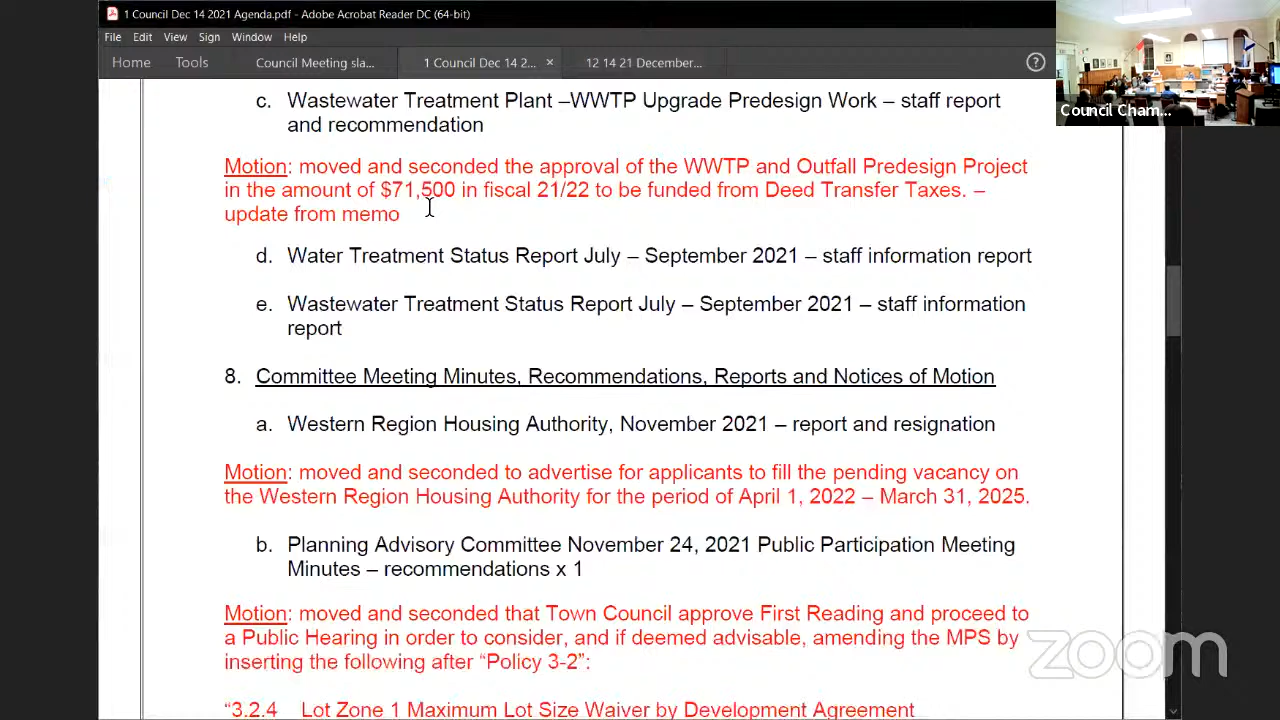 1 Council Dec 14 2021 Agenda.pdf - Adobe Acrobat Reader DC (64-bit)
File Edit View Sign Window Help
Home Tools Council Meeting sla... 1 Council Dec 14 2... × 12 14 21 December... ?
Council Cham...
c. Wastewater Treatment Plant –WWTP Upgrade Predesign Work – staff report
and recommendation
Motion: moved and seconded the approval of the WWTP and Outfall Predesign Project
in the amount of $71,500 in fiscal 21/22 to be funded from Deed Transfer Taxes. –
update from memo
d. Water Treatment Status Report July – September 2021 – staff information report
e. Wastewater Treatment Status Report July – September 2021 – staff information
report
8. Committee Meeting Minutes, Recommendations, Reports and Notices of Motion
a. Western Region Housing Authority, November 2021 – report and resignation
Motion: moved and seconded to advertise for applicants to fill the pending vacancy on
the Western Region Housing Authority for the period of April 1, 2022 – March 31, 2025.
b. Planning Advisory Committee November 24, 2021 Public Participation Meeting
Minutes – recommendations x 1
Motion: moved and seconded that Town Council approve First Reading and proceed to
a Public Hearing in order to consider, and if deemed advisable, amending the MPS by
inserting the following after “Policy 3-2”:
“3.2.4 Lot Zone 1 Maximum Lot Size Waiver by Development Agreement
zoom